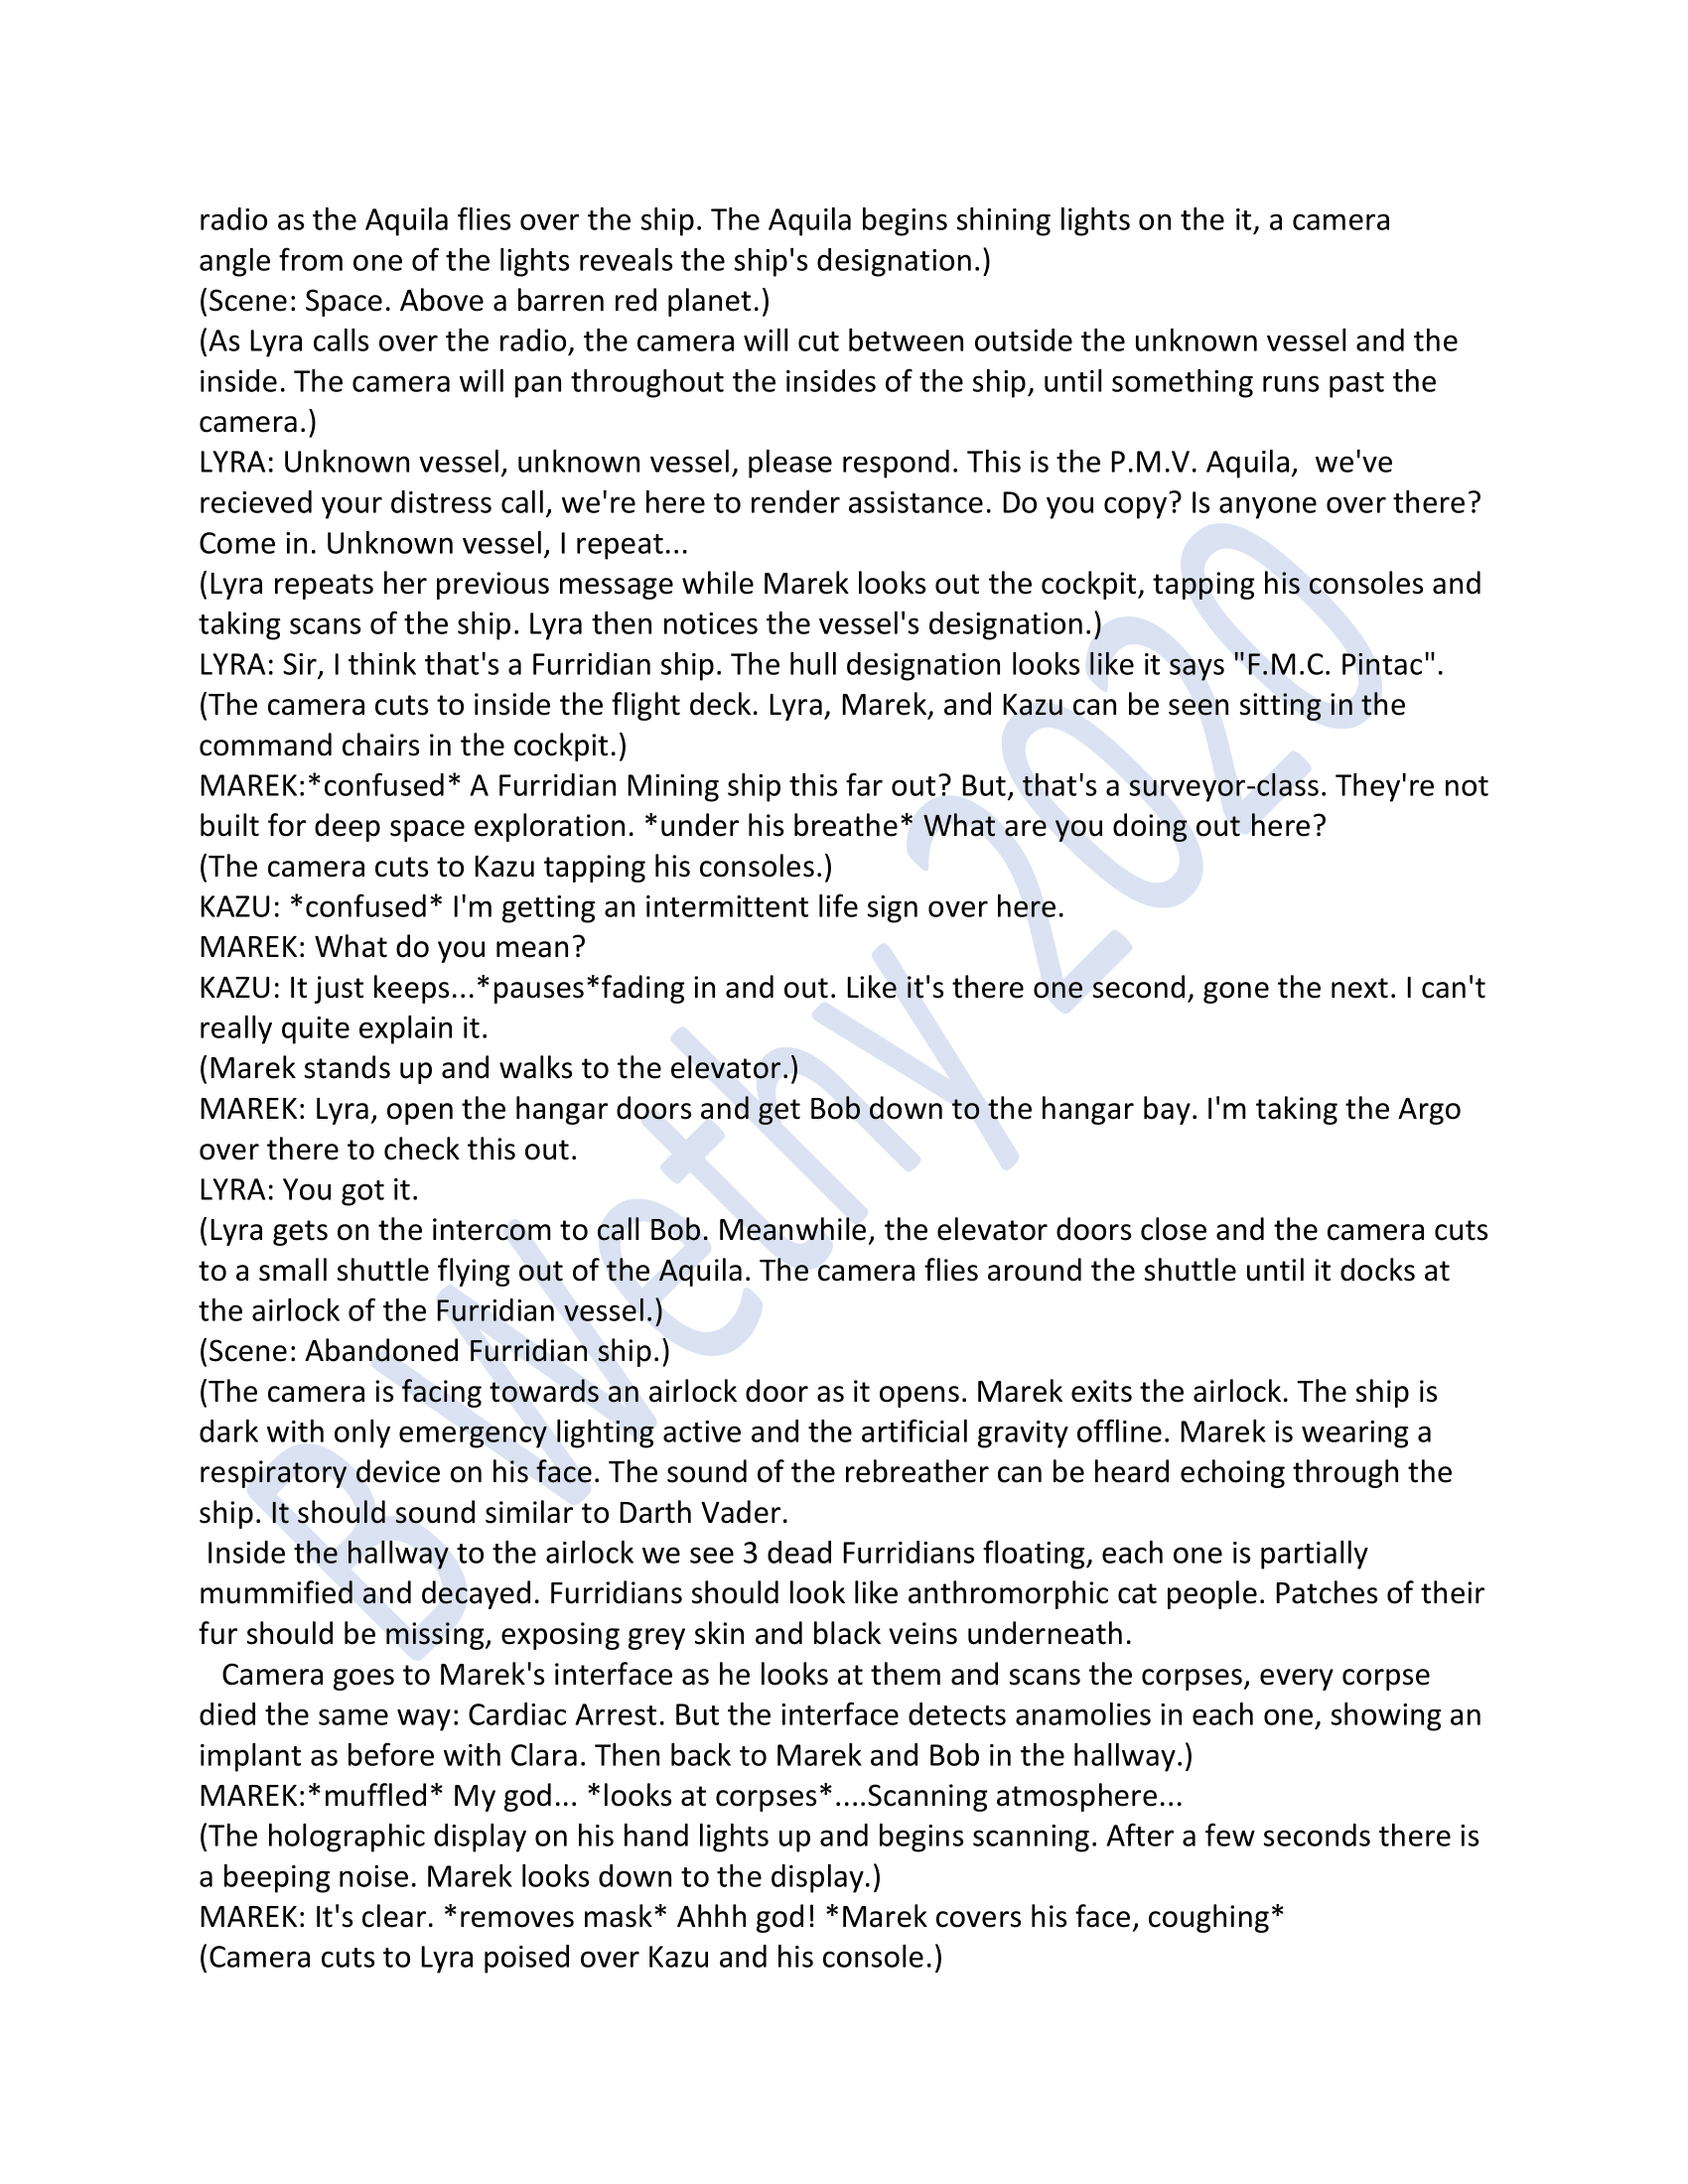 radio as the Aquila flies over the ship. The Aquila begins shining lights on the it, a camera
angle from one of the lights reveals the ship's designation.)
(Scene: Space. Above a barren red planet.)
(As Lyra calls over the radio, the camera will cut between outside the unknown vessel and the
inside. The camera will pan throughout the insides of the ship, until something runs past the
camera.)
LYRA: Unknown vessel, unknown vessel, please respond. This is the P.M.V. Aquila,  we've
recieved your distress call, we're here to render assistance. Do you copy? Is anyone over there?
Come in. Unknown vessel, I repeat...
(Lyra repeats her previous message while Marek looks out the cockpit, tapping his consoles and
taking scans of the ship. Lyra then notices the vessel's designation.)
LYRA: Sir, I think that's a Furridian ship. The hull designation looks like it says "F.M.C. Pintac".
(The camera cuts to inside the flight deck. Lyra, Marek, and Kazu can be seen sitting in the
command chairs in the cockpit.)
MAREK:*confused* A Furridian Mining ship this far out? But, that's a surveyor-class. They're not
built for deep space exploration. *under his breathe* What are you doing out here?
(The camera cuts to Kazu tapping his consoles.)
KAZU: *confused* I'm getting an intermittent life sign over here.
MAREK: What do you mean?
KAZU: It just keeps...*pauses*fading in and out. Like it's there one second, gone the next. I can't
really quite explain it.
(Marek stands up and walks to the elevator.)
MAREK: Lyra, open the hangar doors and get Bob down to the hangar bay. I'm taking the Argo
over there to check this out.
LYRA: You got it.
(Lyra gets on the intercom to call Bob. Meanwhile, the elevator doors close and the camera cuts
to a small shuttle flying out of the Aquila. The camera flies around the shuttle until it docks at
the airlock of the Furridian vessel.)
(Scene: Abandoned Furridian ship.)
(The camera is facing towards an airlock door as it opens. Marek exits the airlock. The ship is
dark with only emergency lighting active and the artificial gravity offline. Marek is wearing a
respiratory device on his face. The sound of the rebreather can be heard echoing through the
ship. It should sound similar to Darth Vader.
Inside the hallway to the airlock we see 3 dead Furridians floating, each one is partially
mummified and decayed. Furridians should look like anthromorphic cat people. Patches of their
fur should be missing, exposing grey skin and black veins underneath.
Camera goes to Marek's interface as he looks at them and scans the corpses, every corpse
died the same way: Cardiac Arrest. But the interface detects anamolies in each one, showing an
implant as before with Clara. Then back to Marek and Bob in the hallway.)
MAREK:*muffled* My god... *looks at corpses*....Scanning atmosphere...
(The holographic display on his hand lights up and begins scanning. After a few seconds there is
a beeping noise. Marek looks down to the display.)
MAREK: It's clear. *removes mask* Ahhh god! *Marek covers his face, coughing*
(Camera cuts to Lyra poised over Kazu and his console.)
B Wethy 2020